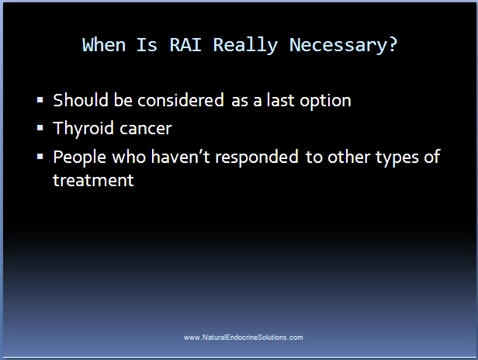 When Is RAI Really Necessary?
▪ Should be considered as a last option
▪ Thyroid cancer
▪ People who haven’t responded to other types of
treatment
www.NaturalEndocrineSolutions.com